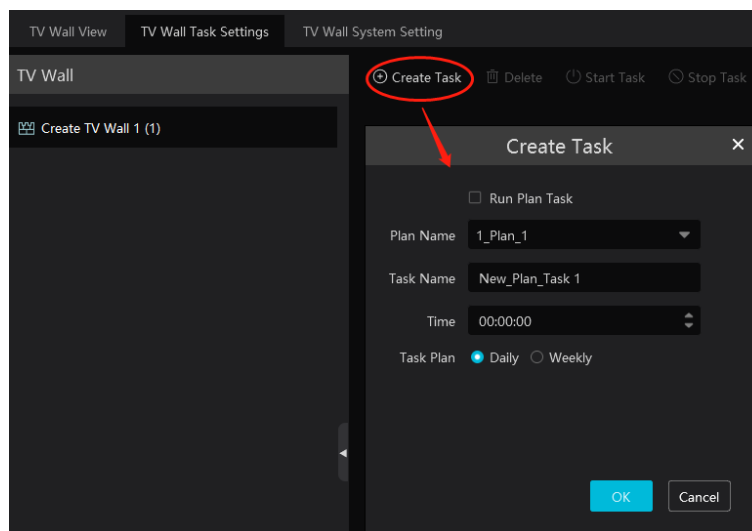 TV Wall View TV Wall Task Settings TV Wall System Setting
TV Wall
Create Task Delete Start Task Stop Task
Create TV Wall 1 (1)
Create Task
Run Plan Task
Plan Name 1_Plan_1
Task Name New_Plan_Task 1
Time 00:00:00
Task Plan Daily Weekly
OK Cancel